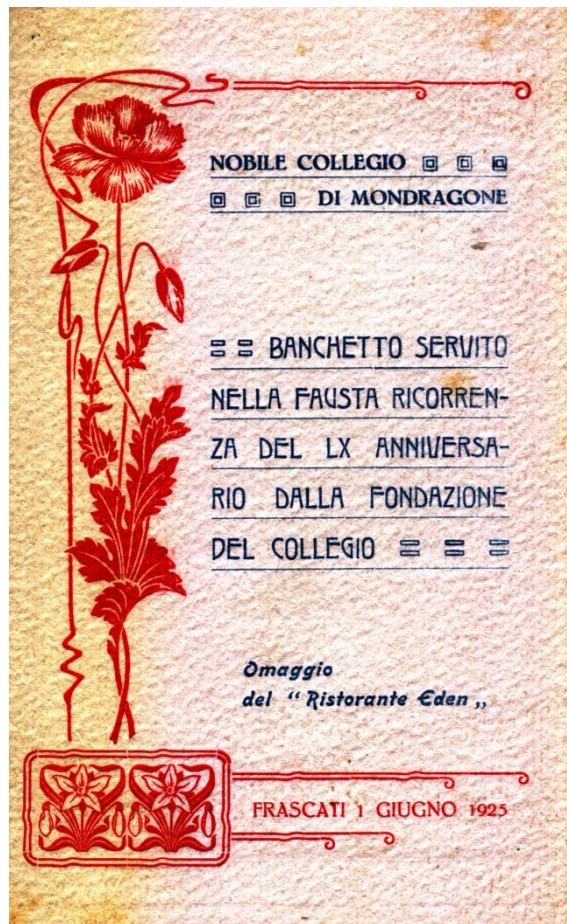 NOBILE COLLEGIO
DI MONDRAGONE
BANCHETTO SERVITO
NELLA FAUSTA RICORREN-
ZA DEL LX ANNIVERSA-
RIO DALLA FONDAZIONE
DEL COLLEGIO
Omaggio
del “ Ristorante Eden „
FRASCATI 1 GIUGNO 1925